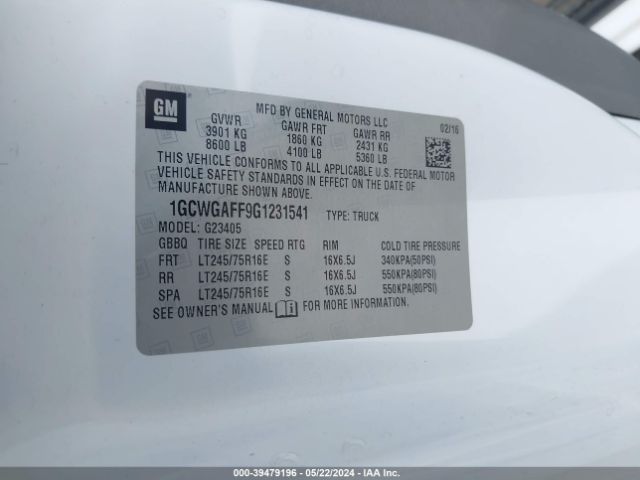 GM
MFD BY GENERAL MOTORS LLC
02/16
GVWR GAWR FRT GAWR RR
3901 KG 1860 KG 2431 KG
8600 LB 4100 LB 5360 LB
THIS VEHICLE CONFORMS TO ALL APPLICABLE U.S. FEDERAL MOTOR
VEHICLE SAFETY STANDARDS IN EFFECT ON THE DATE OF
MANUFACTURE SHOWN ABOVE.
1GCWGAFF9G1231541 TYPE: TRUCK
MODEL: G23405
GBBQ TIRE SIZE SPEED RTG RIM COLD TIRE PRESSURE
FRT LT245/75R16E S 16X6.5J 340KPA(50PSI)
RR LT245/75R16E S 16X6.5J 550KPA(80PSI)
SPA LT245/75R16E S 16X6.5J 550KPA(80PSI)
SEE OWNER'S MANUAL FOR MORE INFORMATION.
000-39479196 - 05/22/2024 - IAA Inc.